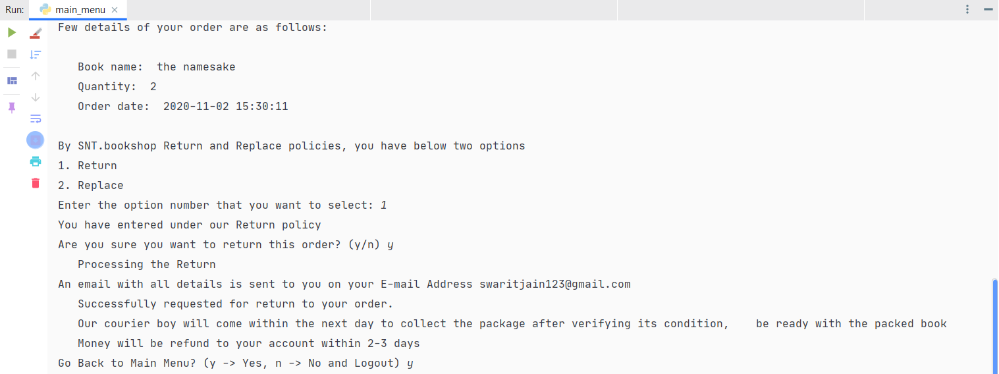 Run: main_menu
Few details of your order are as follows:
Book name:  the namesake
Quantity:  2
Order date:  2020-11-02 15:30:11
By SNT.bookshop Return and Replace policies, you have below two options
1. Return
2. Replace
Enter the option number that you want to select: 1
You have entered under our Return policy
Are you sure you want to return this order? (y/n) y
Processing the Return
An email with all details is sent to you on your E-mail Address swaritjain123@gmail.com
Successfully requested for return to your order.
Our courier boy will come within the next day to collect the package after verifying its condition,    be ready with the packed book
Money will be refund to your account within 2-3 days
Go Back to Main Menu? (y -> Yes, n -> No and Logout) y